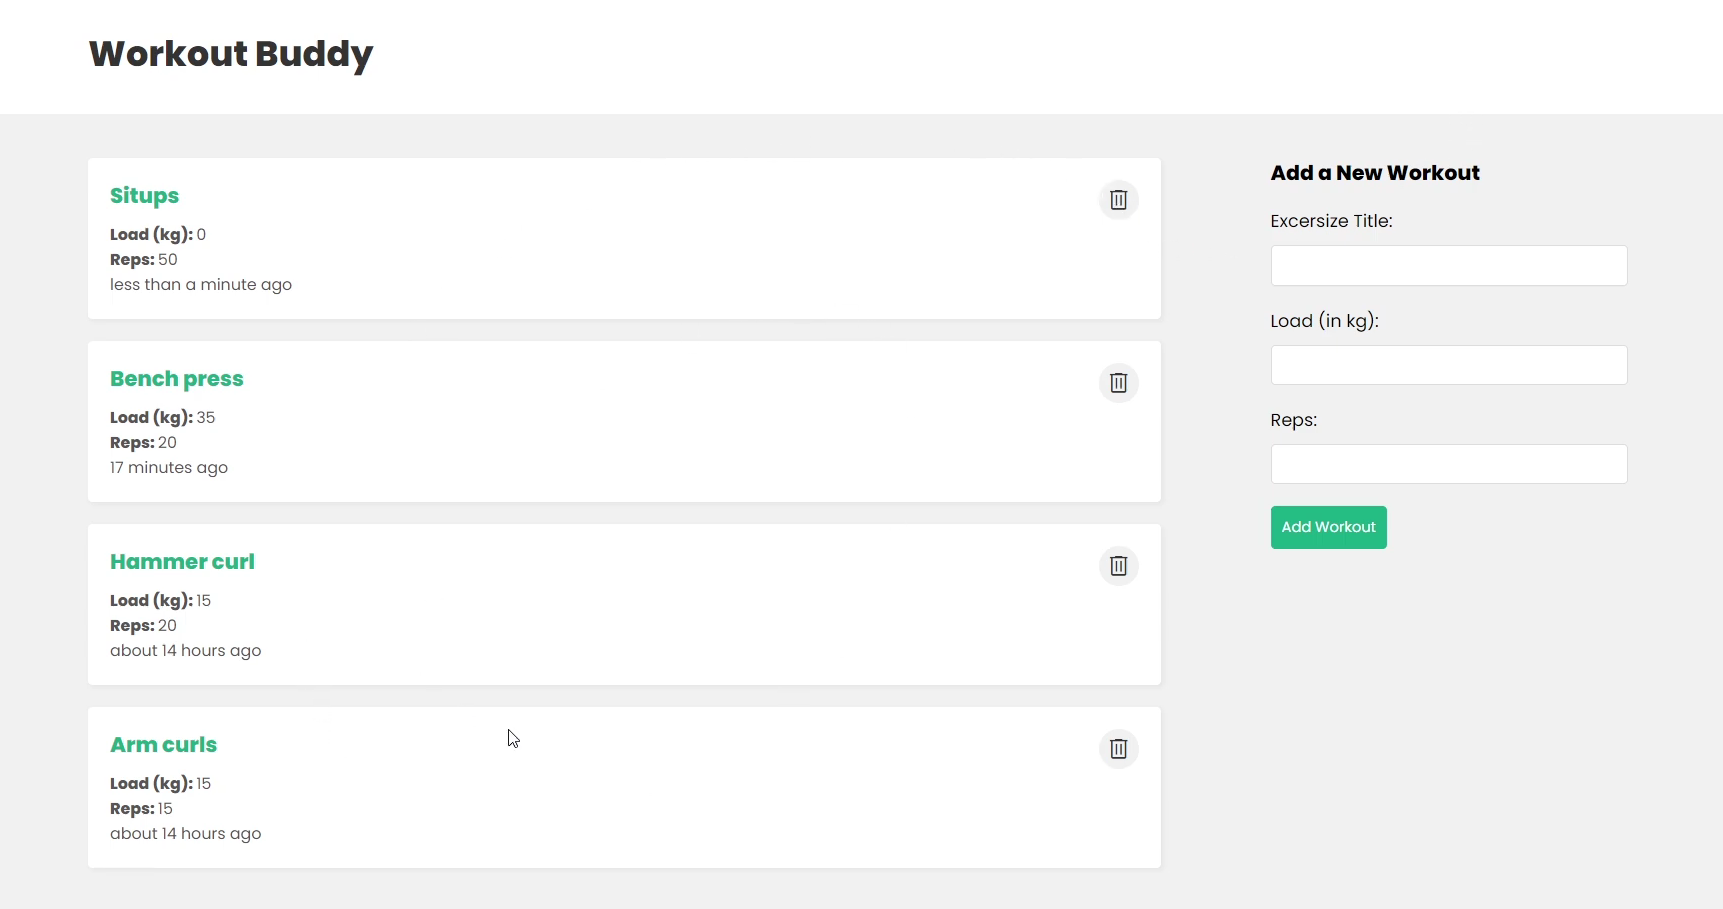 Workout Buddy
Situps
Load (kg): 0
Reps: 50
less than a minute ago
Bench press
Load (kg): 35
Reps: 20
17 minutes ago
Hammer curl
Load (kg): 15
Reps: 20
about 14 hours ago
Arm curls
Load (kg): 15
Reps: 15
about 14 hours ago
Add a New Workout
Excersize Title:
Load (in kg):
Reps:
Add Workout